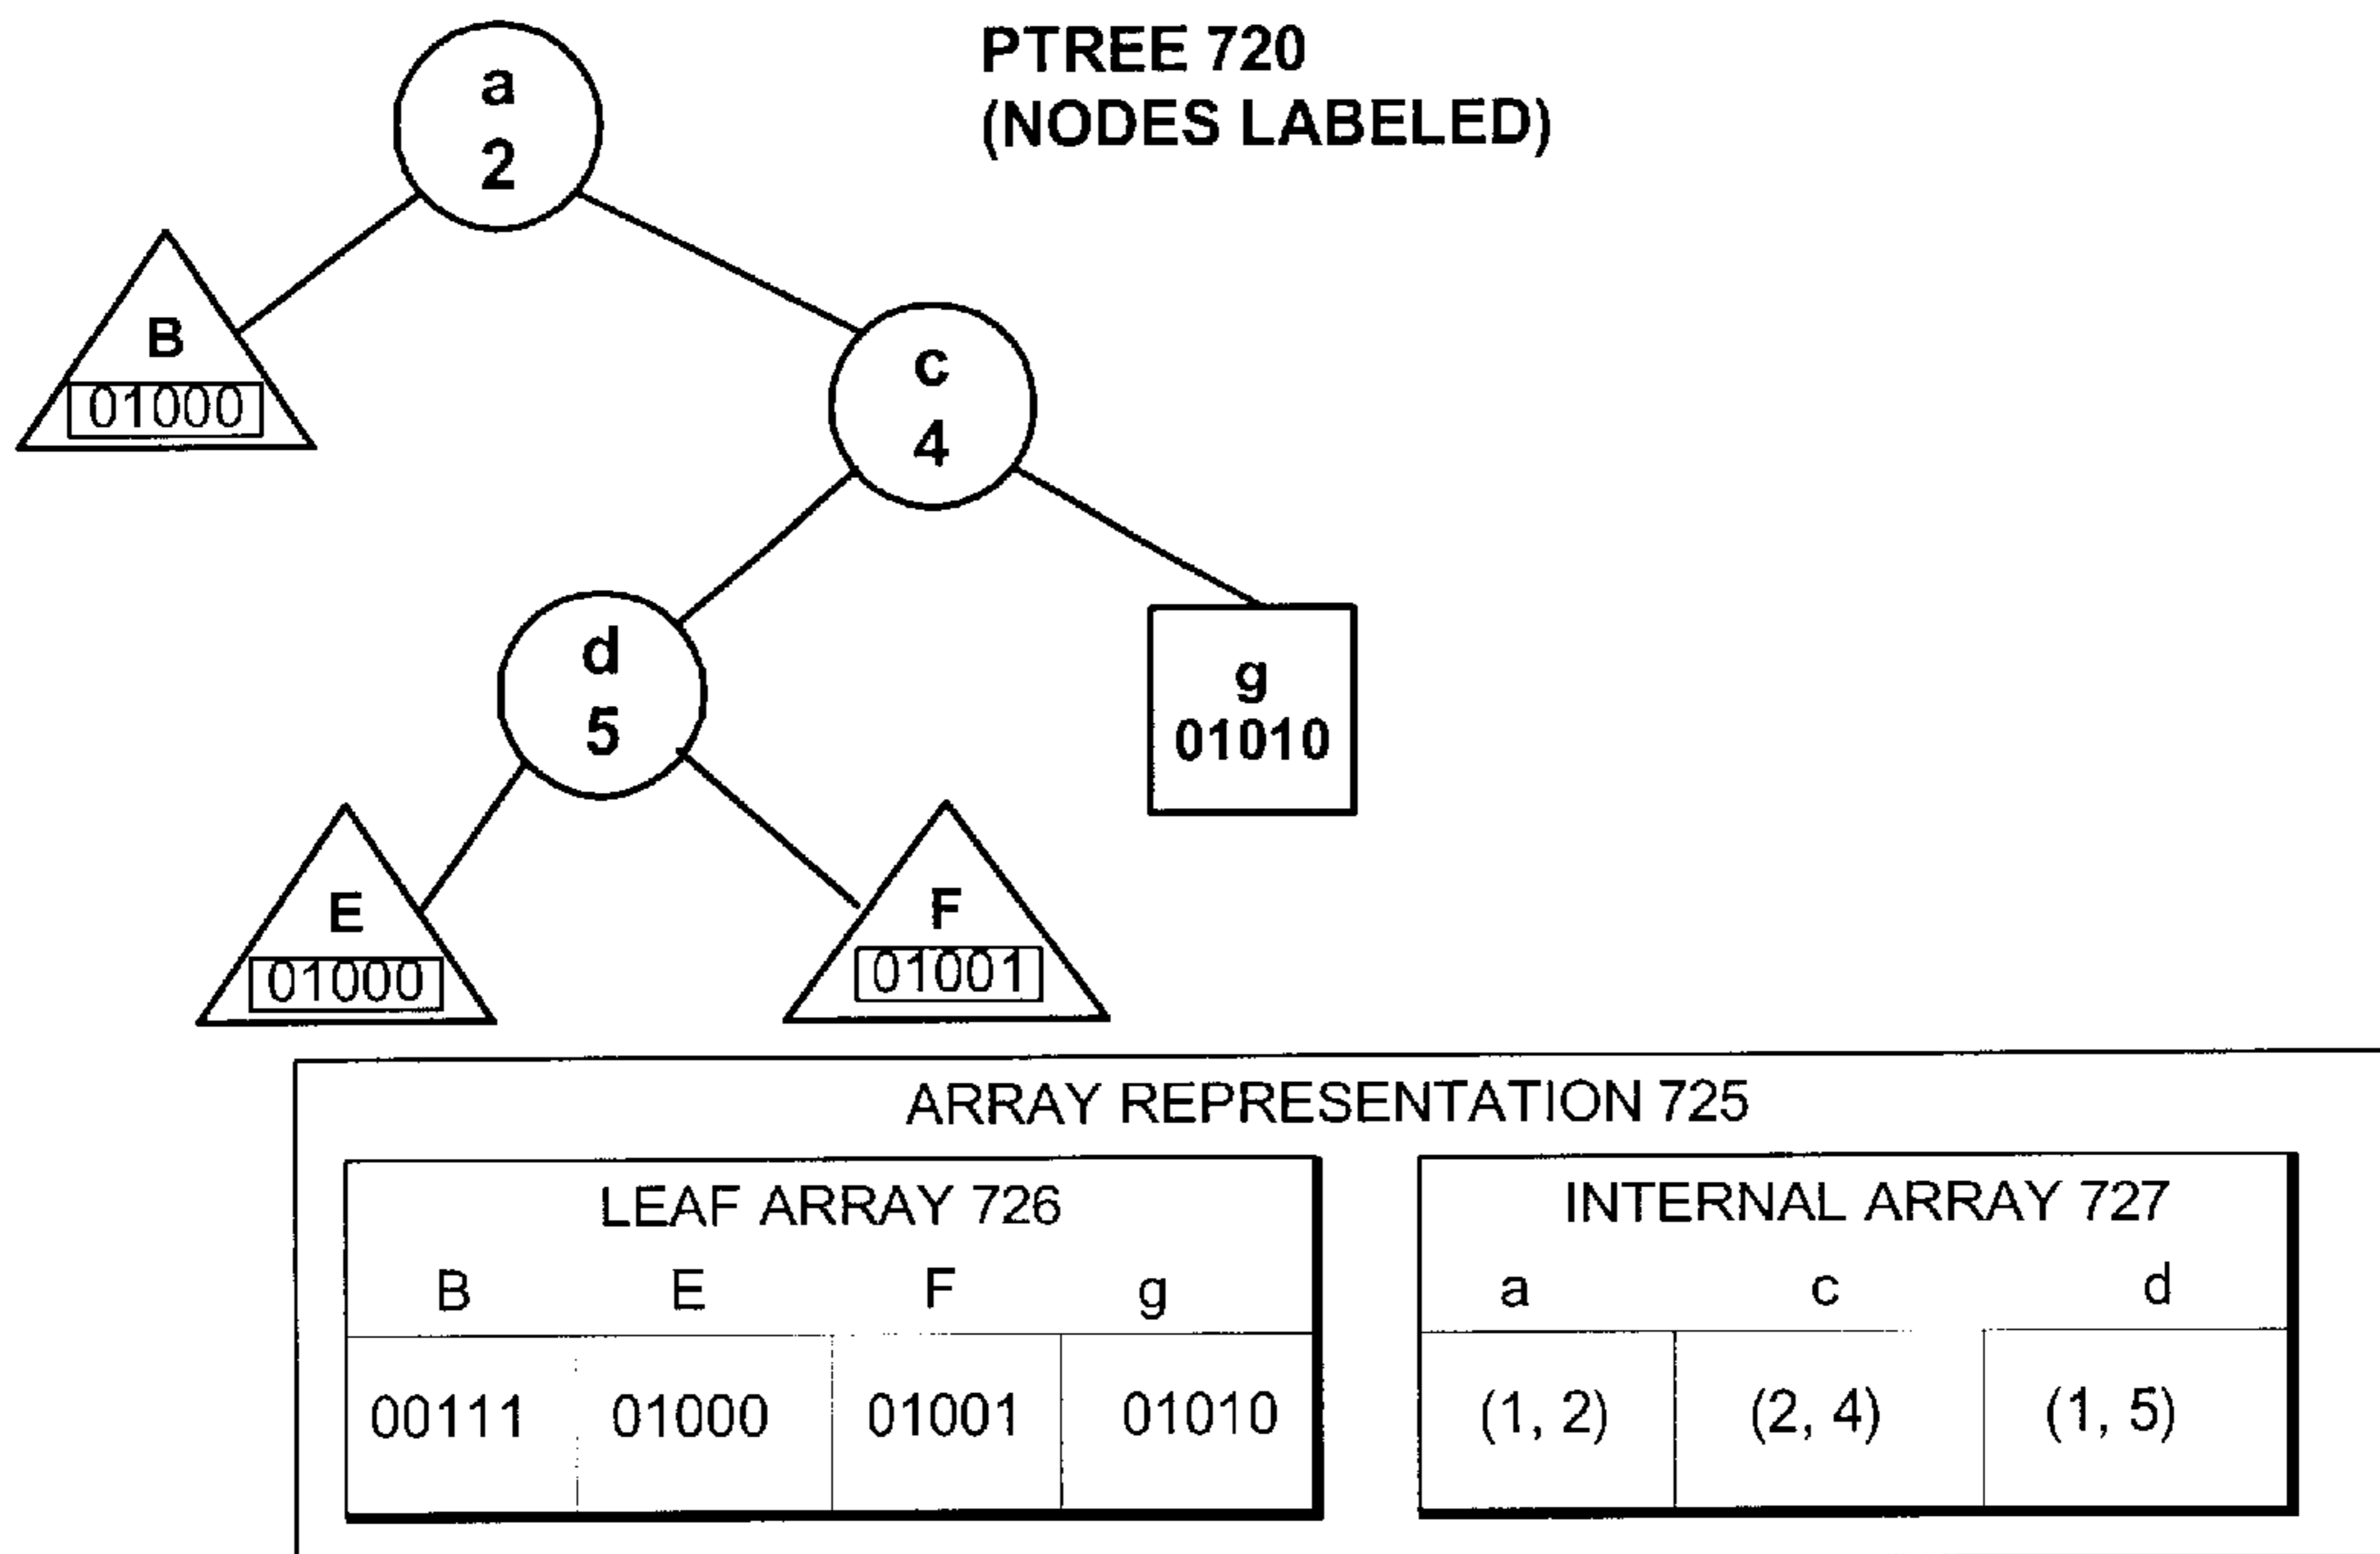 PTREE 720
(NODES LABELED)
a
2
B
01000
c
4
d
5
g
01010
E
01000
F
01001
ARRAY REPRESENTATION 725
LEAF ARRAY 726
B E F g
00111 01000 01001 01010
INTERNAL ARRAY 727
a c d
(1, 2) (2, 4) (1, 5)